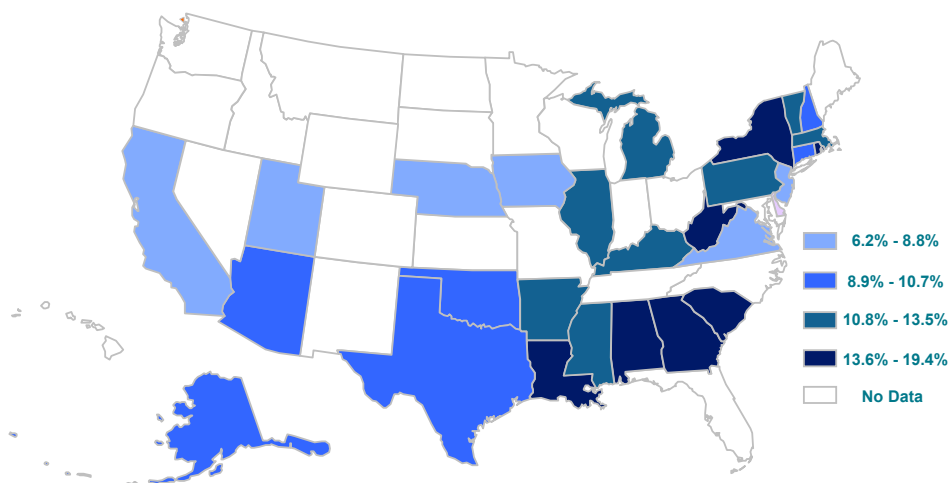 6.2% - 8.8%
8.9% - 10.7%
10.8% - 13.5%
13.6% - 19.4%
No Data